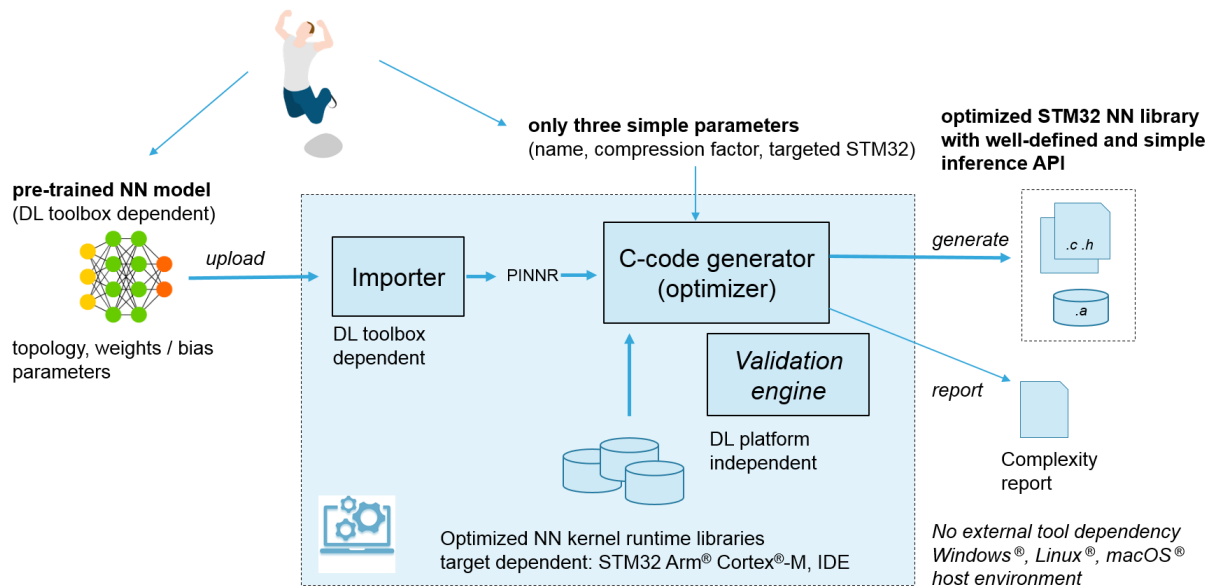 only three simple parameters
(name, compression factor, targeted STM32)
optimized STM32 NN library
with well-defined and simple
inference API
pre-trained NN model
(DL toolbox dependent)
upload
topology, weights / bias
parameters
Importer
DL toolbox
dependent
PINNR
C-code generator
(optimizer)
Validation
engine
DL platform
independent
Optimized NN kernel runtime libraries
target dependent: STM32 Arm® Cortex®-M, IDE
generate
.c .h
.a
report
Complexity
report
No external tool dependency
Windows®, Linux®, macOS®
host environment